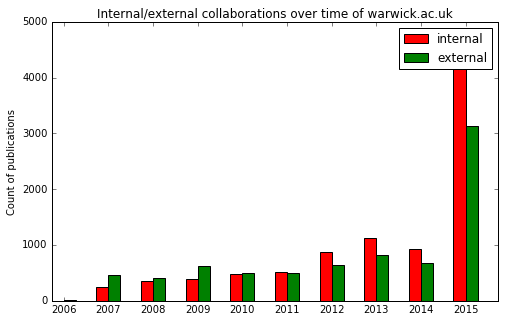 Internal/external collaborations over time of warwick.ac.uk
internal
external
Count of publications
5000
4000
3000
2000
1000
0
2006 2007 2008 2009 2010 2011 2012 2013 2014 2015